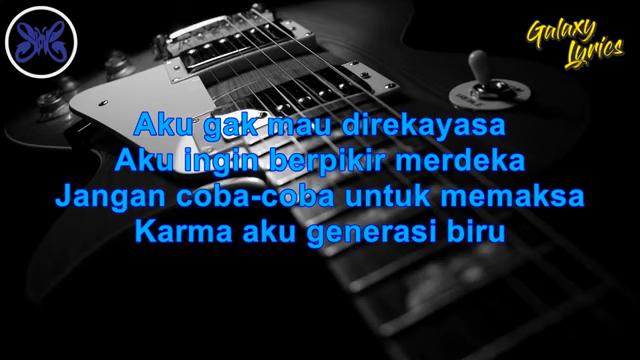 Galaxy
Lyrics
Aku gak mau direkayasa
Aku ingin berpikir merdeka
Jangan coba-coba untuk memaksa
Karma aku generasi biru